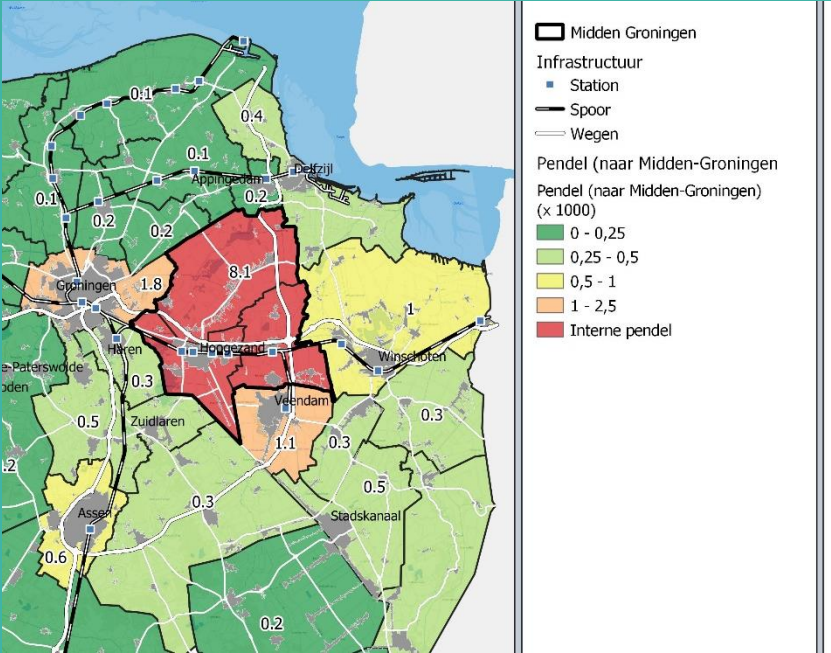 0.1
0.4
0.1
Appingedam
Delfzijl
0.1
0.2
0.2
0.2
8.1
Groningen
1.8
1
Haren
Hoogezand
Winschoten
e-Paterswolde
oden
0.3
Veendam
0.5
Zuidlaren
0.3
0.3
1.1
.2
0.5
0.3
Assen
Stadskanaal
0.6
0.2
Midden Groningen
Infrastructuur
Station
Spoor
Wegen
Pendel (naar Midden-Groningen
Pendel (naar Midden-Groningen)
(x 1000)
0 - 0,25
0,25 - 0,5
0,5 - 1
1 - 2,5
Interne pendel